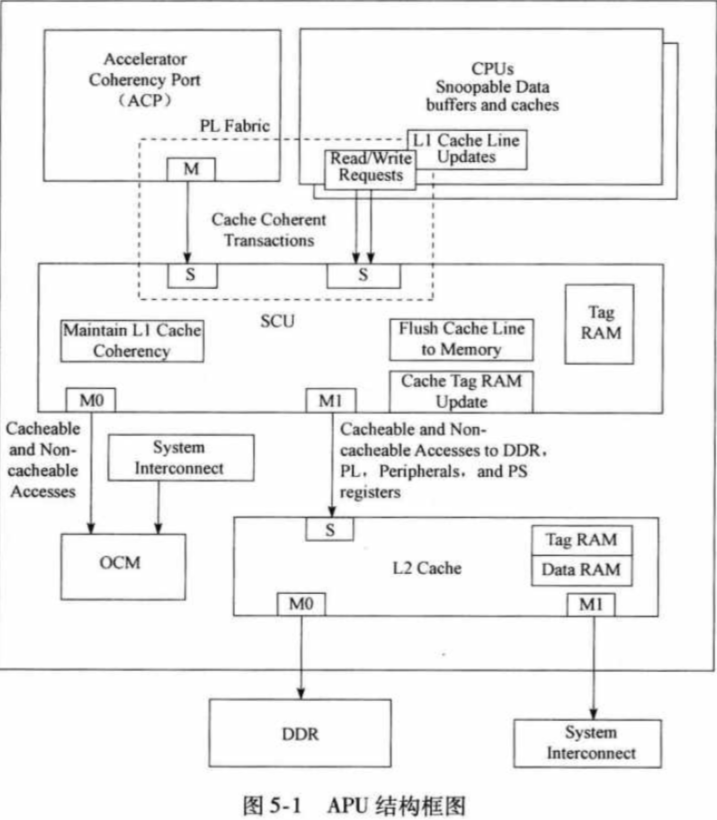 Accelerator
Coherency Port
（ACP）
CPUs
Snoopable Data
buffers and caches
PL Fabric
L1 Cache Line
Updates
Read/Write
Requests
M
Cache Coherent
Transactions
S
S
SCU
Maintain L1 Cache
Coherency
Flush Cache Line
to Memory
Tag
RAM
Cache Tag RAM
Update
M0
M1
Cacheable
and Non-
cacheable
Accesses
System
Interconnect
Cacheable and Non-
cacheable Accesses to DDR，
PL，Peripherals，and PS
registers
OCM
S
L2 Cache
Tag RAM
Data RAM
M0
M1
DDR
System
Interconnect
图 5-1 APU 结构框图